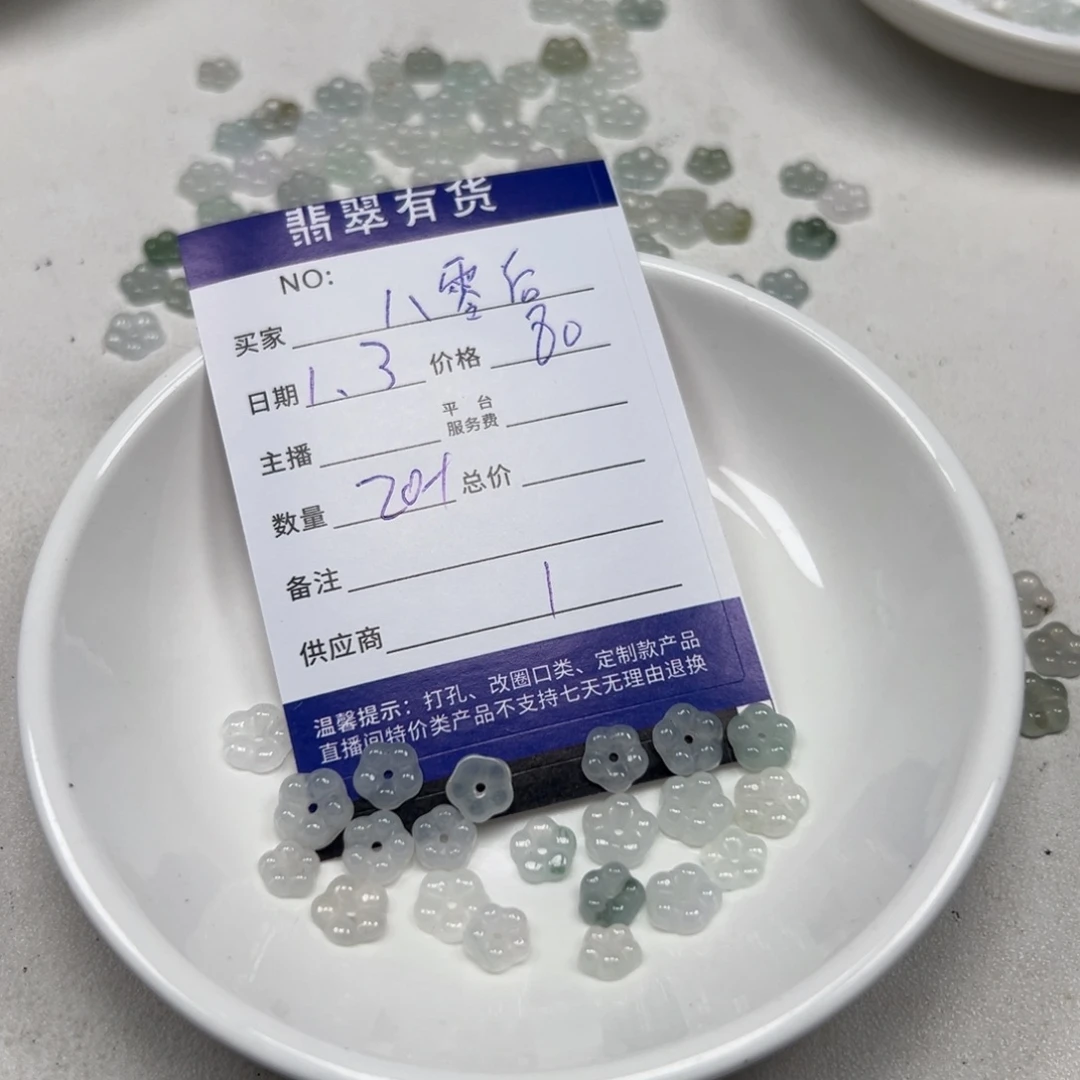 翡翠有货
NO:
买家 八零后
日期 1、3 价格 80
主播 平台服务费
数量 20个 总价
备注
供应商 1
温馨提示：打孔、改圈口类、定制款产品
直播间特价类产品不支持七天无理由退换